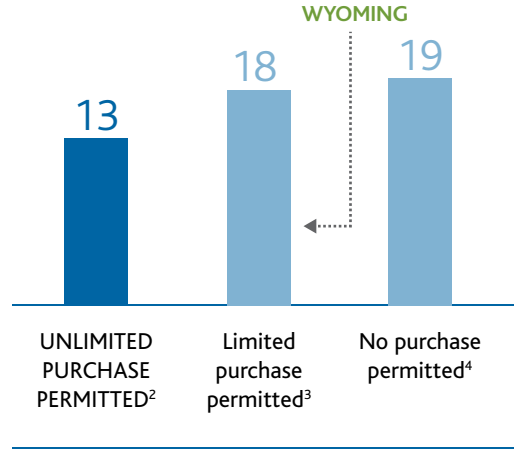 WYOMING
13
18
19
UNLIMITED
PURCHASE
PERMITTED²
Limited
purchase
permitted³
No purchase
permitted⁴